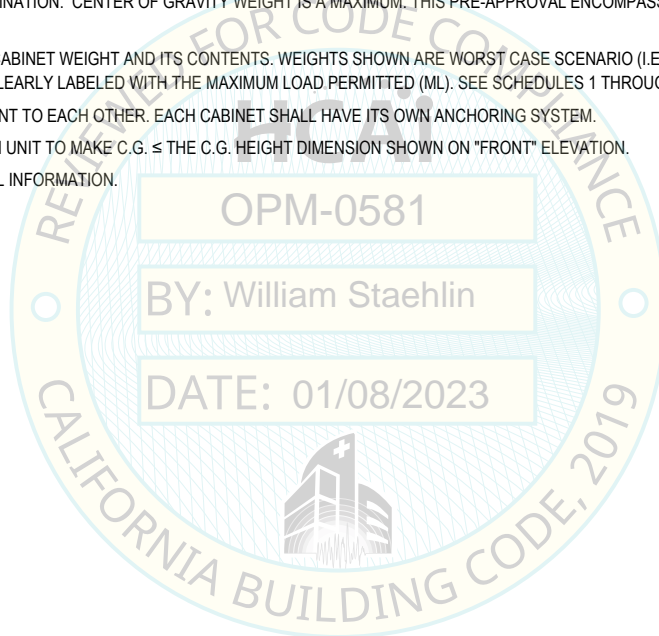 INATION. CENTER OF GRAVITY WEIGHT IS A MAXIMUM. THIS PRE-APPROVAL ENCOMPASS
CABINET WEIGHT AND ITS CONTENTS. WEIGHTS SHOWN ARE WORST CASE SCENARIO (I.E
LEARLY LABELED WITH THE MAXIMUM LOAD PERMITTED (ML). SEE SCHEDULES 1 THROUG
NT TO EACH OTHER. EACH CABINET SHALL HAVE ITS OWN ANCHORING SYSTEM.
UNIT TO MAKE C.G. ≤ THE C.G. HEIGHT DIMENSION SHOWN ON "FRONT" ELEVATION.
L INFORMATION.
REVIEWED FOR CODE COMPLIANCE
HCAi
OPM-0581
BY: William Staehlin
DATE: 01/08/2023
CALIFORNIA BUILDING CODE, 2019